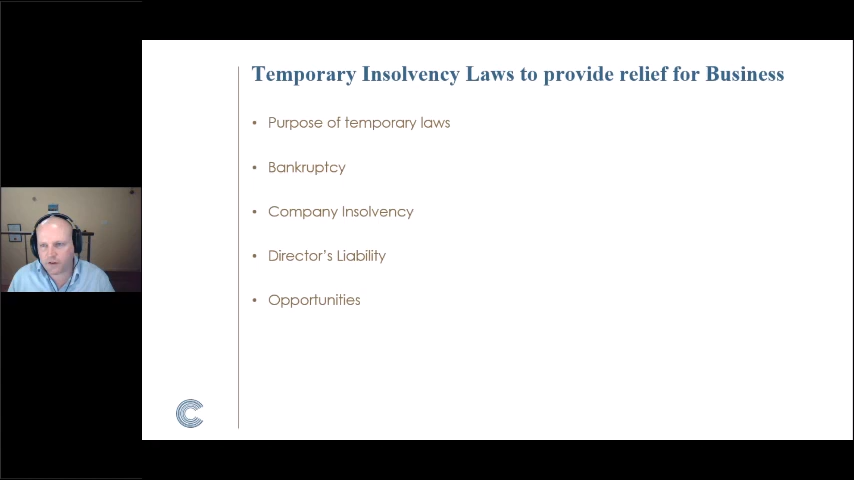 Temporary Insolvency Laws to provide relief for Business
• Purpose of temporary laws
• Bankruptcy
• Company Insolvency
• Director’s Liability
• Opportunities